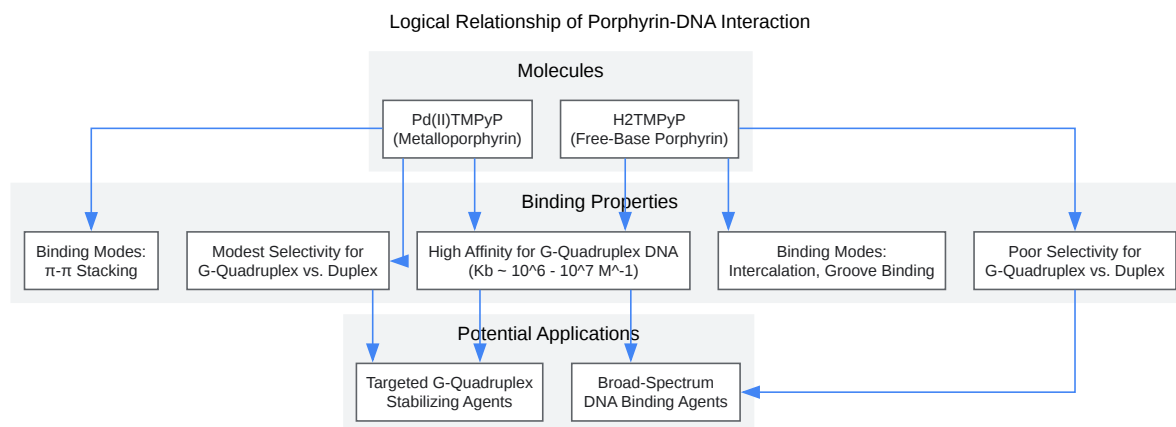 Logical Relationship of Porphyrin-DNA Interaction
Molecules
Pd(II)TMPyP
(Metalloporphyrin)
H2TMPyP
(Free-Base Porphyrin)
Binding Properties
Binding Modes:
π-π Stacking
Modest Selectivity for
G-Quadruplex vs. Duplex
High Affinity for G-Quadruplex DNA
(Kb ~ 10^6 - 10^7 M^-1)
Binding Modes:
Intercalation, Groove Binding
Poor Selectivity for
G-Quadruplex vs. Duplex
Potential Applications
Targeted G-Quadruplex
Stabilizing Agents
Broad-Spectrum
DNA Binding Agents